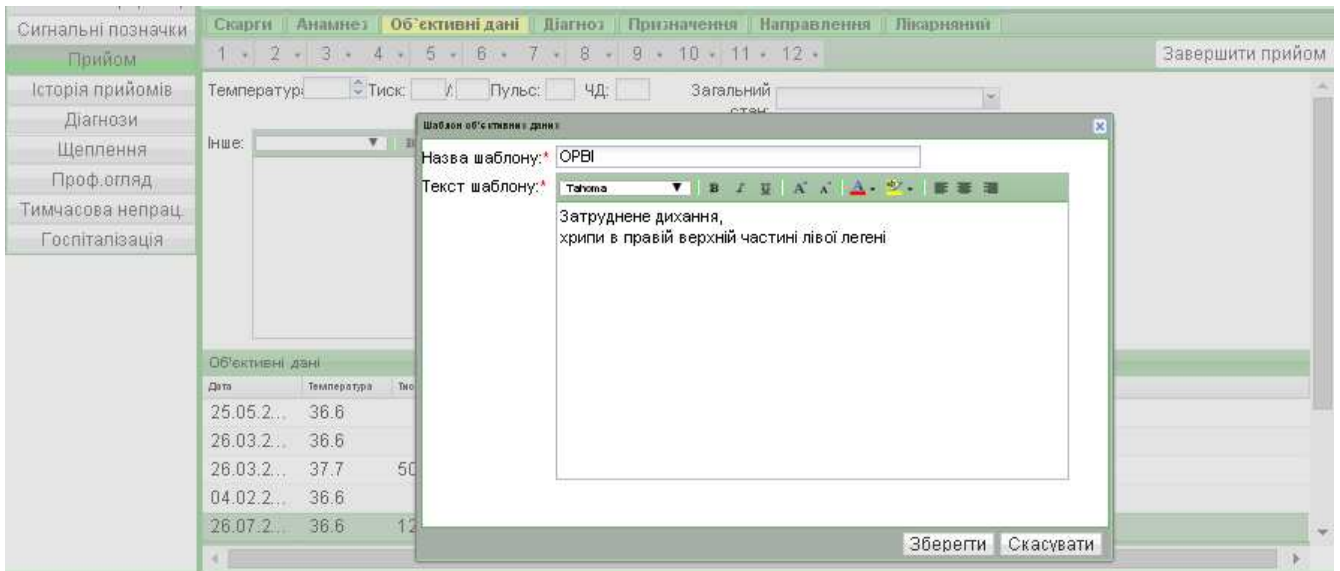 Сигнальні позначки
Прийом
Історія прийомів
Діагнози
Щеплення
Проф.огляд
Тимчасова непрац.
Госпіталізація
Скарги Анамнез Об`єктивні дані Діагноз Призначення Направлення Лікарняний
1 2 3 4 5 6 7 8 9 10 11 12
Завершити прийом
Температур Тиск: /: Пульс: ЧД: Загальний
стан:
Інше:
Шаблон об'єктивних даних
Назва шаблону:* ОРВІ
Текст шаблону:* Tahoma
Затруднене дихання,
хрипи в правій верхній частині лівої легені
Зберегти Скасувати
Об'єктивні дані
Дата Температура Тис
25.05.2... 36.6
26.03.2... 36.6
26.03.2... 37.7 50
04.02.2... 36.6
26.07.2... 36.6 12